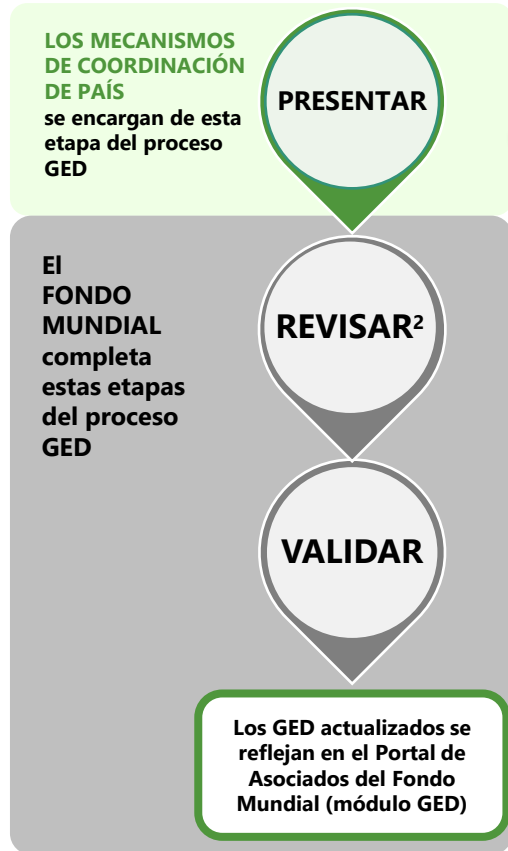 LOS MECANISMOS
DE COORDINACIÓN
DE PAÍS
se encargan de esta
etapa del proceso
GED
PRESENTAR
El
FONDO
MUNDIAL
completa
estas etapas
del proceso
GED
REVISAR²
VALIDAR
Los GED actualizados se
reflejan en el Portal de
Asociados del Fondo
Mundial (módulo GED)